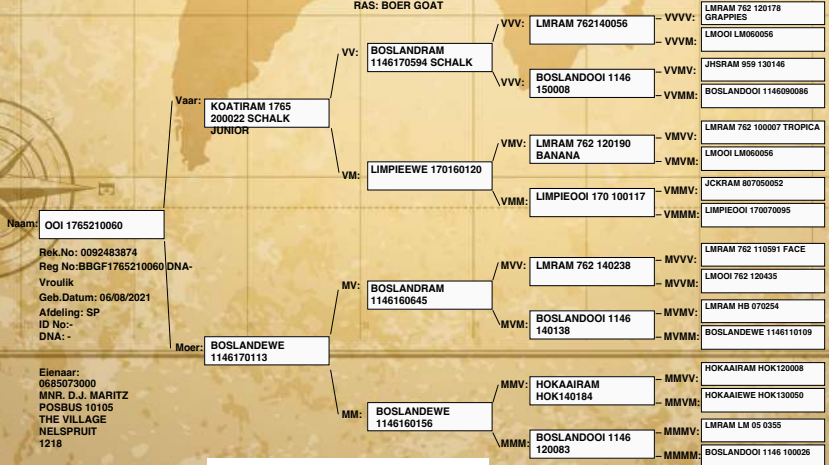 RAS: BOER GOAT
Naam: OOI 1765210060
Rek.No: 0092483874
Reg No:BBGF1765210060 DNA-
Vroulik
Geb.Datum: 06/08/2021
Afdeling: SP
ID No:-
DNA: -
Eienaar:
0685073000
MNR. D.J. MARITZ
POSBUS 10105
THE VILLAGE
NELSPRUIT
1218
Vaar: KOATIRAM 1765
200022 SCHALK
JUNIOR
Moer: BOSLANDEWE
1146170113
VV: BOSLANDRAM
1146170594 SCHALK
VM: LIMPIEEWE 170160120
MV: BOSLANDRAM
1146160645
MM: BOSLANDEWE
1146160156
VVV: LMRAM 762140056
VVV: BOSLANDOOI 1146
150008
VMV: LMRAM 762 120190
BANANA
VMM: LIMPIEOOI 170 100117
MVV: LMRAM 762 140238
MVM: BOSLANDOOI 1146
140138
MMV: HOKAAIRAM
HOK140184
MMM: BOSLANDOOI 1146
120083
VVVV: LMRAM 762 120178
GRAPPIES
VVVM: LMOOI LM060056
VVMV: JHSRAM 959 130146
VVMM: BOSLANDOOI 1146090086
VMVV: LMRAM 762 100007 TROPICA
VMVM: LMOOI LM060056
VMMV: JCKRAM 807050052
VMMM: LIMPIEOOI 170070095
MVVV: LMRAM 762 110591 FACE
MVVM: LMOOI 762 120435
MVMV: LMRAM HB 070254
MVMM: BOSLANDEWE 1146110109
MMVV: HOKAAIRAM HOK120008
MMVM: HOKAAIEWE HOK130050
MMMV: LMRAM LM 05 0355
MMMM: BOSLANDOOI 1146 100026
E